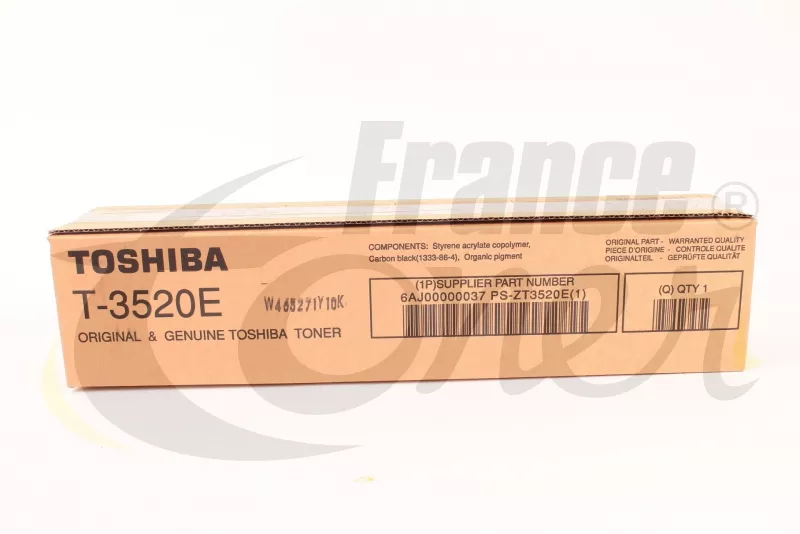 France
Toner
®
TOSHIBA
T-3520E
W465271Y10K
ORIGINAL & GENUINE TOSHIBA TONER
COMPONENTS: Styrene acrylate copolymer,
Carbon black(1333-86-4), Organic pigment
(1P)SUPPLIER PART NUMBER
6AJ00000037 PS-ZT3520E(1)
ORIGINAL PART - WARRANTED QUALITY
PIECE D'ORIGINE - CONTROLE QUALITE
ORIGINALTEIL - GEPRÜFTE QUALITÄT
(Q) QTY 1